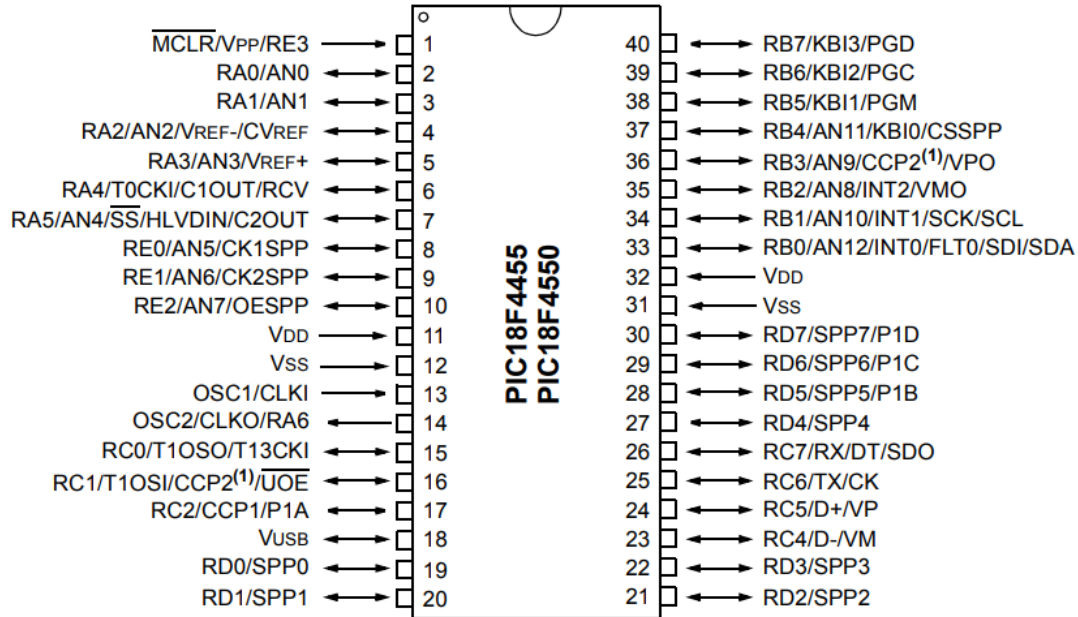 MCLR/VPP/RE3 1
RA0/AN0 2
RA1/AN1 3
RA2/AN2/VREF-/CVREF 4
RA3/AN3/VREF+ 5
RA4/T0CKI/C1OUT/RCV 6
RA5/AN4/SS/HLVDIN/C2OUT 7
RE0/AN5/CK1SPP 8
RE1/AN6/CK2SPP 9
RE2/AN7/OESPP 10
VDD 11
VSS 12
OSC1/CLKI 13
OSC2/CLKO/RA6 14
RC0/T1OSO/T13CKI 15
RC1/T1OSI/CCP2(1)/UOE 16
RC2/CCP1/P1A 17
VUSB 18
RD0/SPP0 19
RD1/SPP1 20
PIC18F4455
PIC18F4550
40 RB7/KBI3/PGD
39 RB6/KBI2/PGC
38 RB5/KBI1/PGM
37 RB4/AN11/KBI0/CSSPP
36 RB3/AN9/CCP2(1)/VPO
35 RB2/AN8/INT2/VMO
34 RB1/AN10/INT1/SCK/SCL
33 RB0/AN12/INT0/FLT0/SDI/SDA
32 VDD
31 VSS
30 RD7/SPP7/P1D
29 RD6/SPP6/P1C
28 RD5/SPP5/P1B
27 RD4/SPP4
26 RC7/RX/DT/SDO
25 RC6/TX/CK
24 RC5/D+/VP
23 RC4/D-/VM
22 RD3/SPP3
21 RD2/SPP2